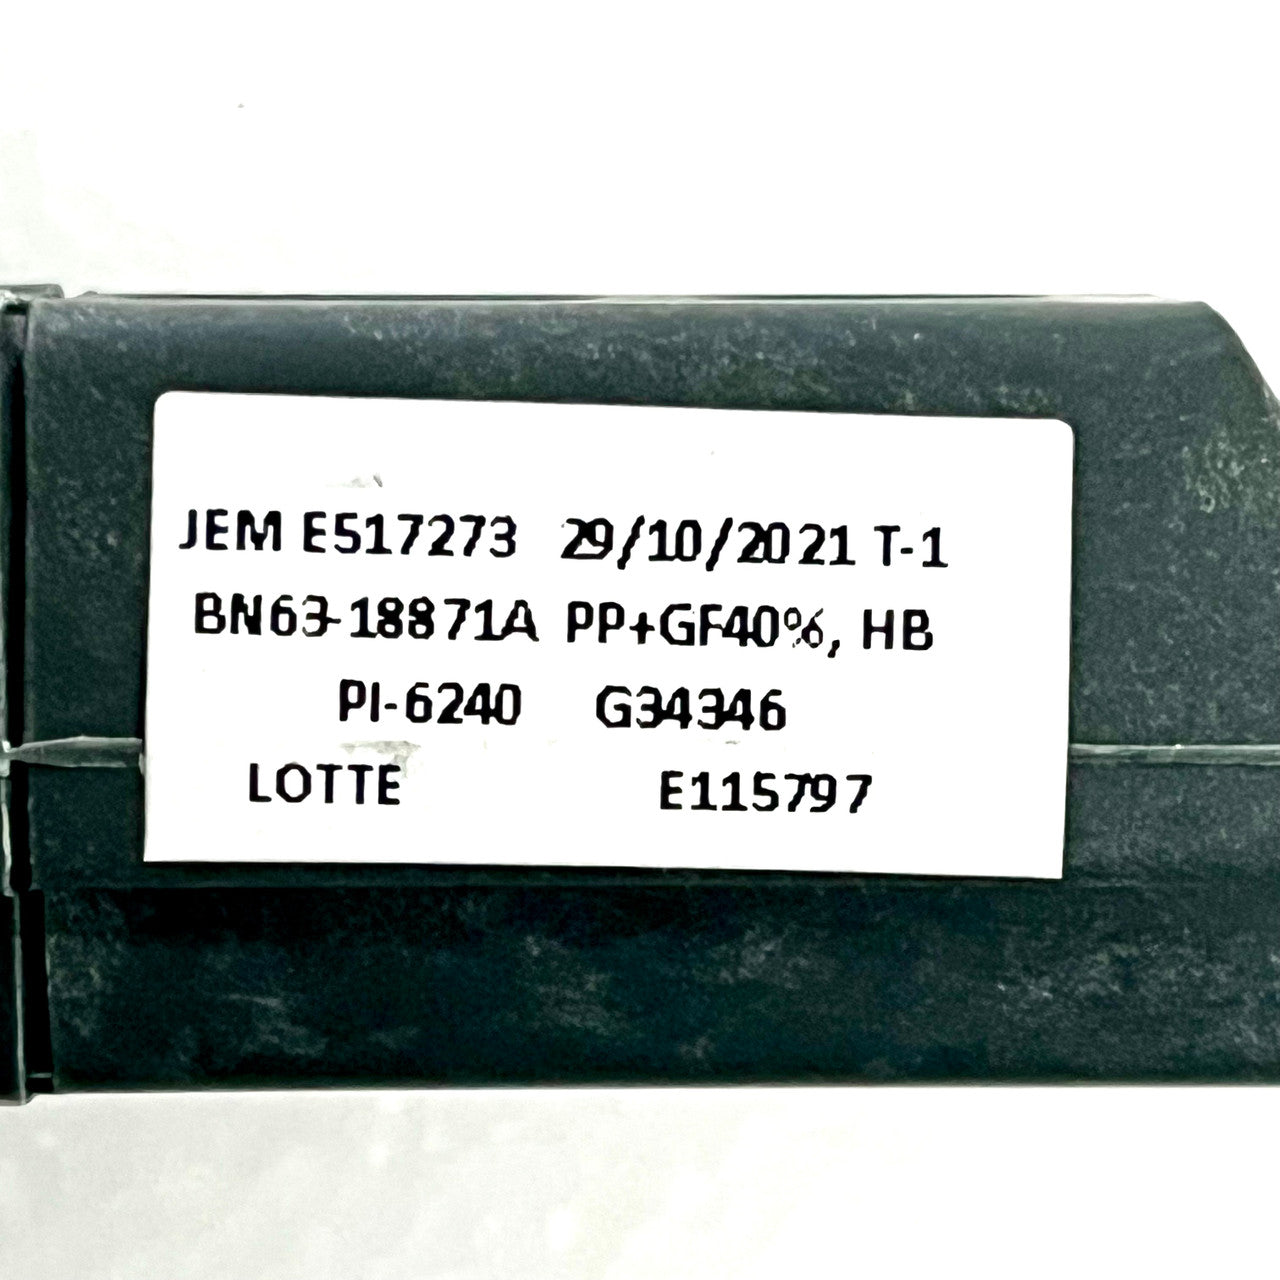 JEM E517273 29/10/2021 T-1
BN63-18871A PP+GF40%, HB
PI-6240 G34346
LOTTE E115797